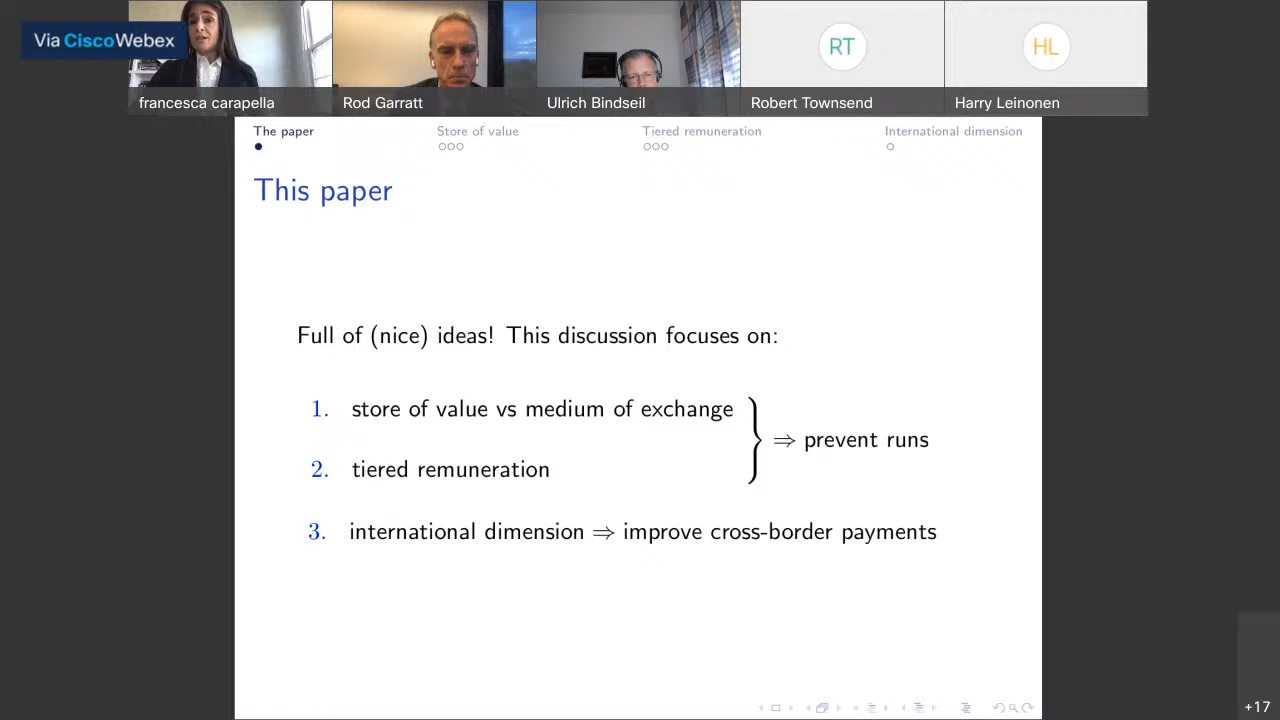 Via CiscoWebex
francesca carapella
Rod Garratt
Ulrich Bindseil
Robert Townsend
Harry Leinonen
RT
HL
The paper
Store of value
Tiered remuneration
International dimension
This paper
Full of (nice) ideas! This discussion focuses on:
1. store of value vs medium of exchange
⇒ prevent runs
2. tiered remuneration
3. international dimension ⇒ improve cross-border payments
+17